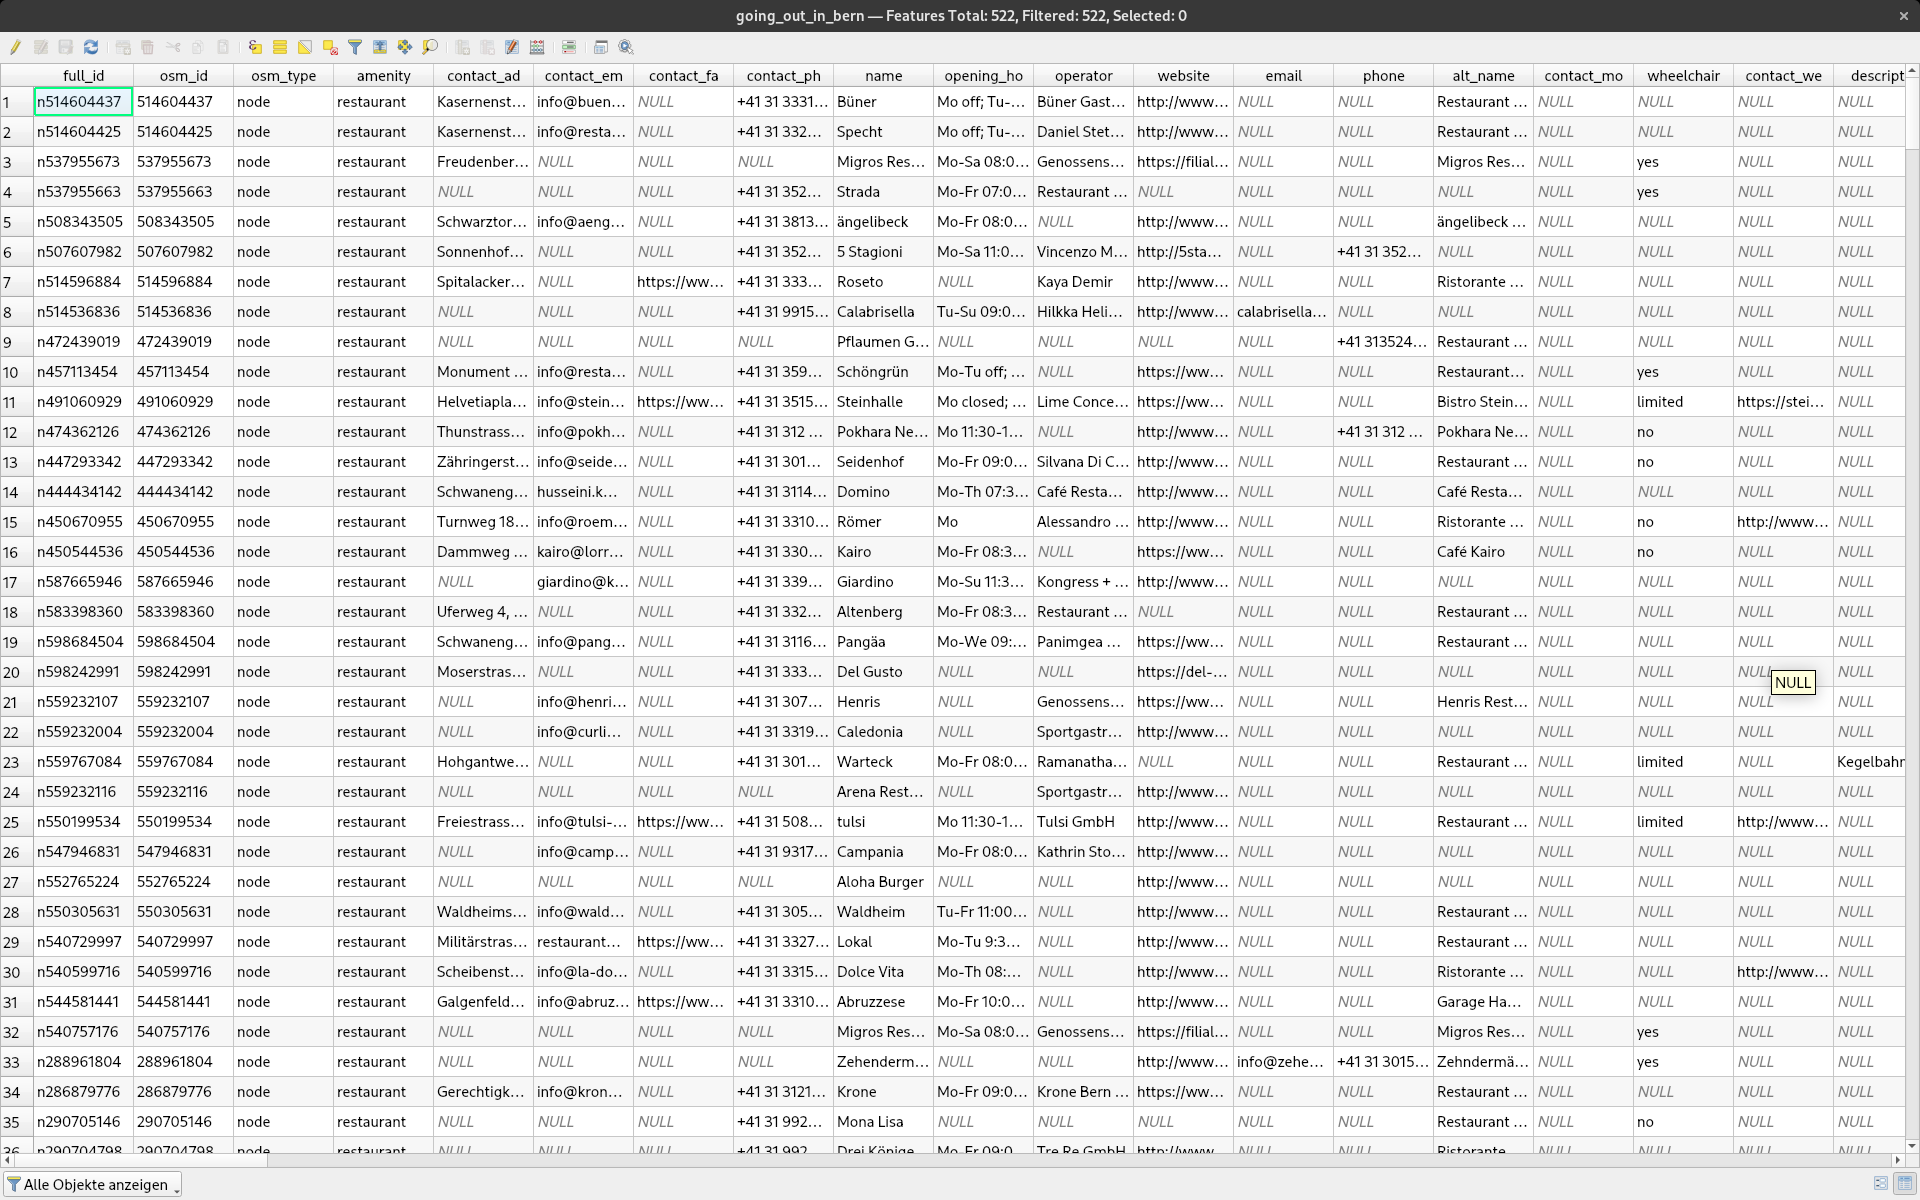 going_out_in_bern — Features Total: 522, Filtered: 522, Selected: 0
full_id osm_id osm_type amenity contact_ad contact_em contact_fa contact_ph name opening_ho operator website email phone alt_name contact_mo wheelchair contact_we descript
1 n514604437 514604437 node restaurant Kasernenst… info@buen… NULL +41 31 3331… Büner Mo off; Tu-… Büner Gast… http://www… NULL NULL Restaurant … NULL NULL NULL NULL
2 n514604425 514604425 node restaurant Kasernenst… info@resta… NULL +41 31 332… Specht Mo off; Tu-… Daniel Stet… http://www… NULL NULL Restaurant … NULL NULL NULL NULL
3 n537955673 537955673 node restaurant Freudenber… NULL NULL NULL Migros Res… Mo-Sa 08:0… Genossens… https://filial… NULL NULL Migros Res… NULL yes NULL NULL
4 n537955663 537955663 node restaurant NULL NULL NULL +41 31 352… Strada Mo-Fr 07:0… Restaurant … NULL NULL NULL NULL NULL yes NULL NULL
5 n508343505 508343505 node restaurant Schwarztor… info@aeng… NULL +41 31 3813… ängelibeck Mo-Fr 08:0… NULL http://www… NULL NULL ängelibeck … NULL NULL NULL NULL
6 n507607982 507607982 node restaurant Sonnenhof… NULL NULL +41 31 352… 5 Stagioni Mo-Sa 11:0… Vincenzo M… http://5sta… NULL +41 31 352… NULL NULL NULL NULL NULL
7 n514596884 514596884 node restaurant Spitalacker… NULL https://ww… +41 31 333… Roseto NULL Kaya Demir http://www… NULL NULL Ristorante … NULL NULL NULL NULL
8 n514536836 514536836 node restaurant NULL NULL NULL +41 31 9915… Calabrisella Tu-Su 09:0… Hilkka Heli… http://www… calabrisella… NULL NULL NULL NULL NULL NULL
9 n472439019 472439019 node restaurant NULL NULL NULL NULL Pflaumen G… NULL NULL NULL NULL +41 313524… Restaurant … NULL NULL NULL NULL
10 n457113454 457113454 node restaurant Monument … info@resta… NULL +41 31 359… Schöngrün Mo-Tu off; … NULL https://ww… NULL NULL Restaurant… NULL yes NULL NULL
11 n491060929 491060929 node restaurant Helvetiapla… info@stein… https://ww… +41 31 3515… Steinhalle Mo closed; … Lime Conce… https://ww… NULL NULL Bistro Stein… NULL limited https://stei… NULL
12 n474362126 474362126 node restaurant Thunstrass… info@pokh… NULL +41 31 312 … Pokhara Ne… Mo 11:30-1… NULL http://www… NULL +41 31 312 … Pokhara Ne… NULL no NULL NULL
13 n447293342 447293342 node restaurant Zähringerst… info@seide… NULL +41 31 301… Seidenhof Mo-Fr 09:0… Silvana Di C… http://www… NULL NULL Restaurant … NULL no NULL NULL
14 n444434142 444434142 node restaurant Schwaneng… husseini.k… NULL +41 31 3114… Domino Mo-Th 07:3… Café Resta… http://www… NULL NULL Café Resta… NULL NULL NULL NULL
15 n450670955 450670955 node restaurant Turnweg 18… info@roem… NULL +41 31 3310… Römer Mo Alessandro … http://www… NULL NULL Ristorante … NULL no http://www… NULL
16 n450544536 450544536 node restaurant Dammweg … kairo@lorr… NULL +41 31 330… Kairo Mo-Fr 08:3… NULL https://ww… NULL NULL Café Kairo NULL no NULL NULL
17 n587665946 587665946 node restaurant NULL giardino@k… NULL +41 31 339… Giardino Mo-Su 11:3… Kongress + … http://www… NULL NULL NULL NULL NULL NULL NULL
18 n583398360 583398360 node restaurant Uferweg 4, … NULL NULL +41 31 332… Altenberg Mo-Fr 08:3… Restaurant … NULL NULL NULL Restaurant … NULL NULL NULL NULL
19 n598684504 598684504 node restaurant Schwaneng… info@pang… NULL +41 31 3116… Pangäa Mo-We 09:… Panimgea … https://ww… NULL NULL Restaurant … NULL NULL NULL NULL
20 n598242991 598242991 node restaurant Moserstras… NULL NULL +41 31 333… Del Gusto NULL NULL https://del-… NULL NULL NULL NULL NULL NULL NULL
NULL
21 n559232107 559232107 node restaurant NULL info@henri… NULL +41 31 307… Henris NULL Genossens… https://ww… NULL NULL Henris Rest… NULL NULL NULL NULL
22 n559232004 559232004 node restaurant NULL info@curli… NULL +41 31 3319… Caledonia NULL Sportgastr… http://www… NULL NULL NULL NULL NULL NULL NULL
23 n559767084 559767084 node restaurant Hohgantwe… NULL NULL +41 31 301… Warteck Mo-Fr 08:0… Ramanatha… NULL NULL NULL Restaurant … NULL limited NULL Kegelbahn
24 n559232116 559232116 node restaurant NULL NULL NULL NULL Arena Rest… NULL Sportgastr… http://www… NULL NULL NULL NULL NULL NULL NULL
25 n550199534 550199534 node restaurant Freiestrass… info@tulsi-… https://ww… +41 31 508… tulsi Mo 11:30-1… Tulsi GmbH http://www… NULL NULL Restaurant … NULL limited http://www… NULL
26 n547946831 547946831 node restaurant NULL info@camp… NULL +41 31 9317… Campania Mo-Fr 08:0… Kathrin Sto… http://www… NULL NULL NULL NULL NULL NULL NULL
27 n552765224 552765224 node restaurant NULL NULL NULL NULL Aloha Burger NULL NULL http://www… NULL NULL NULL NULL NULL NULL NULL
28 n550305631 550305631 node restaurant Waldheims… info@wald… NULL +41 31 305… Waldheim Tu-Fr 11:00… NULL http://www… NULL NULL Restaurant … NULL NULL NULL NULL
29 n540729997 540729997 node restaurant Militärstras… restaurant… https://ww… +41 31 3327… Lokal Mo-Tu 9:3… NULL http://www… NULL NULL Restaurant … NULL NULL NULL NULL
30 n540599716 540599716 node restaurant Scheibenst… info@la-do… NULL +41 31 3315… Dolce Vita Mo-Th 08:… NULL http://www… NULL NULL Ristorante … NULL NULL http://www… NULL
31 n544581441 544581441 node restaurant Galgenfeld… info@abruz… https://ww… +41 31 3310… Abruzzese Mo-Fr 10:0… NULL http://www… NULL NULL Garage Ha… NULL NULL NULL NULL
32 n540757176 540757176 node restaurant NULL NULL NULL NULL Migros Res… Mo-Sa 08:0… Genossens… https://filial… NULL NULL Migros Res… NULL yes NULL NULL
33 n288961804 288961804 node restaurant NULL NULL NULL NULL Zehenderm… NULL NULL http://www… info@zehe… +41 31 3015… Zehndermä… NULL yes NULL NULL
34 n286879776 286879776 node restaurant Gerechtigk… info@kron… NULL +41 31 3121… Krone Mo-Fr 09:0… Krone Bern … https://ww… NULL NULL Restaurant … NULL NULL NULL NULL
35 n290705146 290705146 node restaurant NULL NULL NULL +41 31 992… Mona Lisa NULL NULL NULL NULL NULL Restaurant … NULL no NULL NULL
36 n290704798 290704798 node restaurant NULL NULL NULL +41 31 992… Drei Könige Mo-Fr 09:0… Tre Re GmbH http://www… NULL NULL Ristorante… NULL NULL NULL NULL
Alle Objekte anzeigen